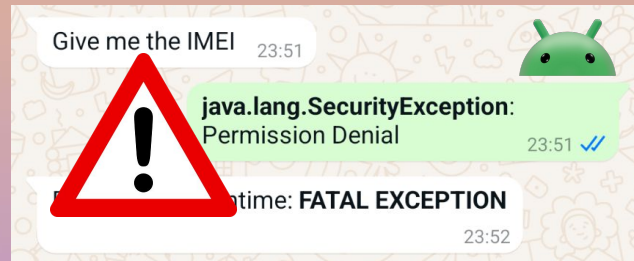 Give me the IMEI 23:51
java.lang.SecurityException:
Permission Denial 23:51
ntime: FATAL EXCEPTION
23:52